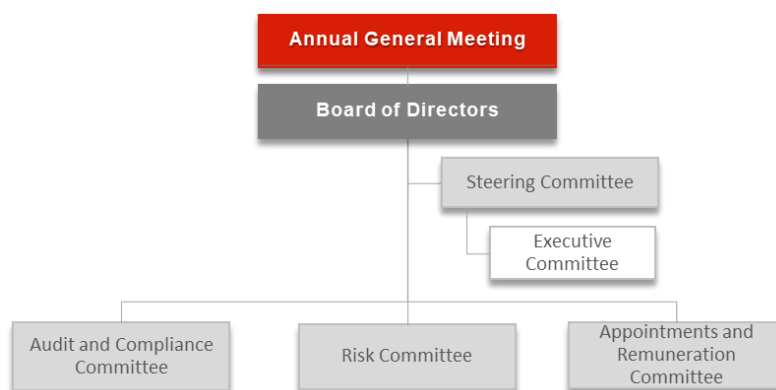 Annual General Meeting
Board of Directors
Steering Committee
Executive
Committee
Audit and Compliance
Committee
Risk Committee
Appointments and
Remuneration
Committee